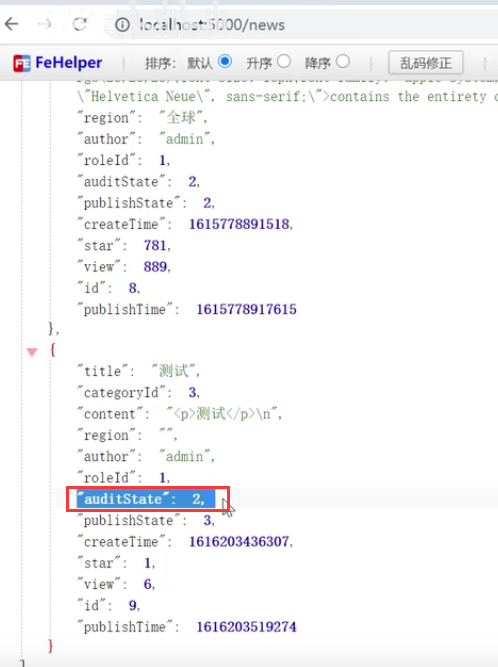 localhost:5000/news
FeHelper
排序: 默认 升序 降序
乱码修正
\"Helvetica Neue\", sans-serif;\">contains the entirety
"region": "全球",
"author": "admin",
"roleId": 1,
"auditState": 2,
"publishState": 2,
"createTime": 1615778891518,
"star": 781,
"view": 889,
"id": 8,
"publishTime": 1615778917615
},
{
"title": "测试",
"categoryId": 3,
"content": "<p>测试</p>\n",
"region": "",
"author": "admin",
"roleId": 1,
"auditState": 2,
"publishState": 3,
"createTime": 1616203436307,
"star": 1,
"view": 6,
"id": 9,
"publishTime": 1616203519274
}